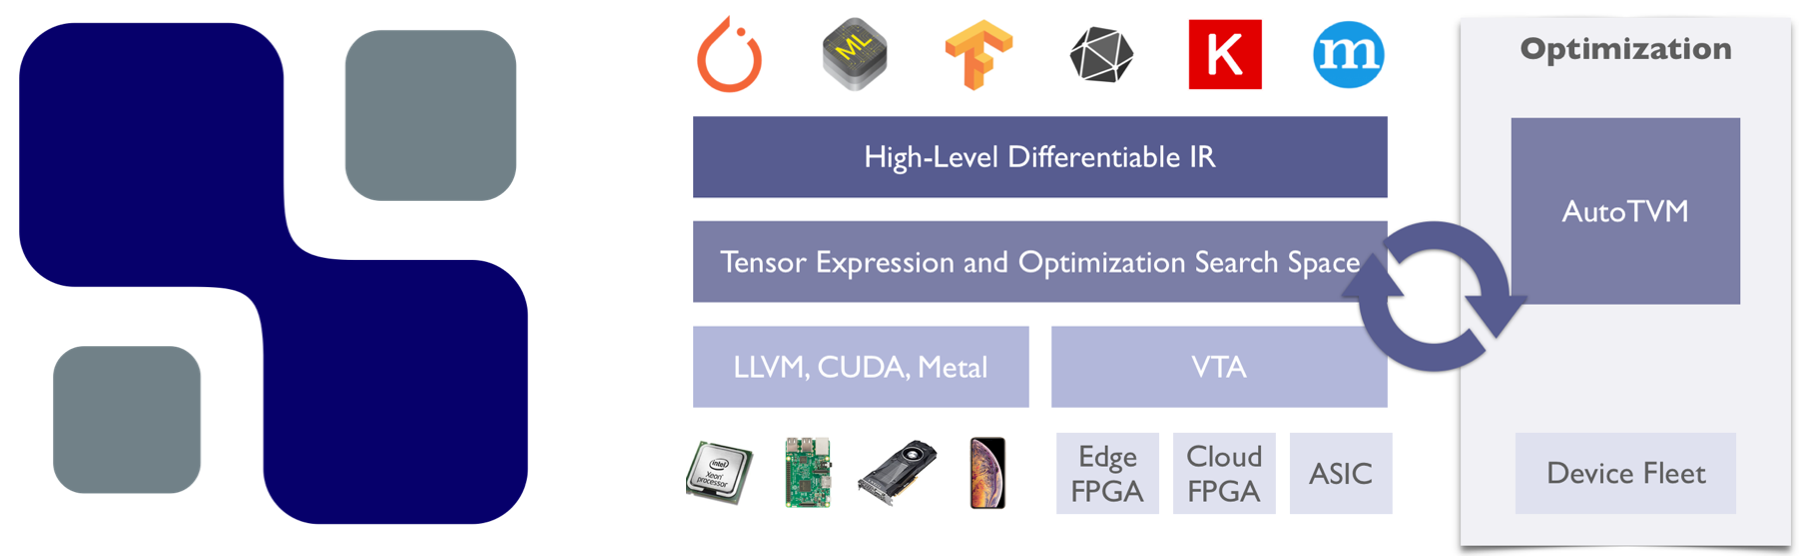 ML
K
m
Optimization
High-Level Differentiable IR
AutoTVM
Tensor Expression and Optimization Search Space
LLVM, CUDA, Metal
VTA
intel
Xeon
processor
Edge
FPGA
Cloud
FPGA
ASIC
Device Fleet